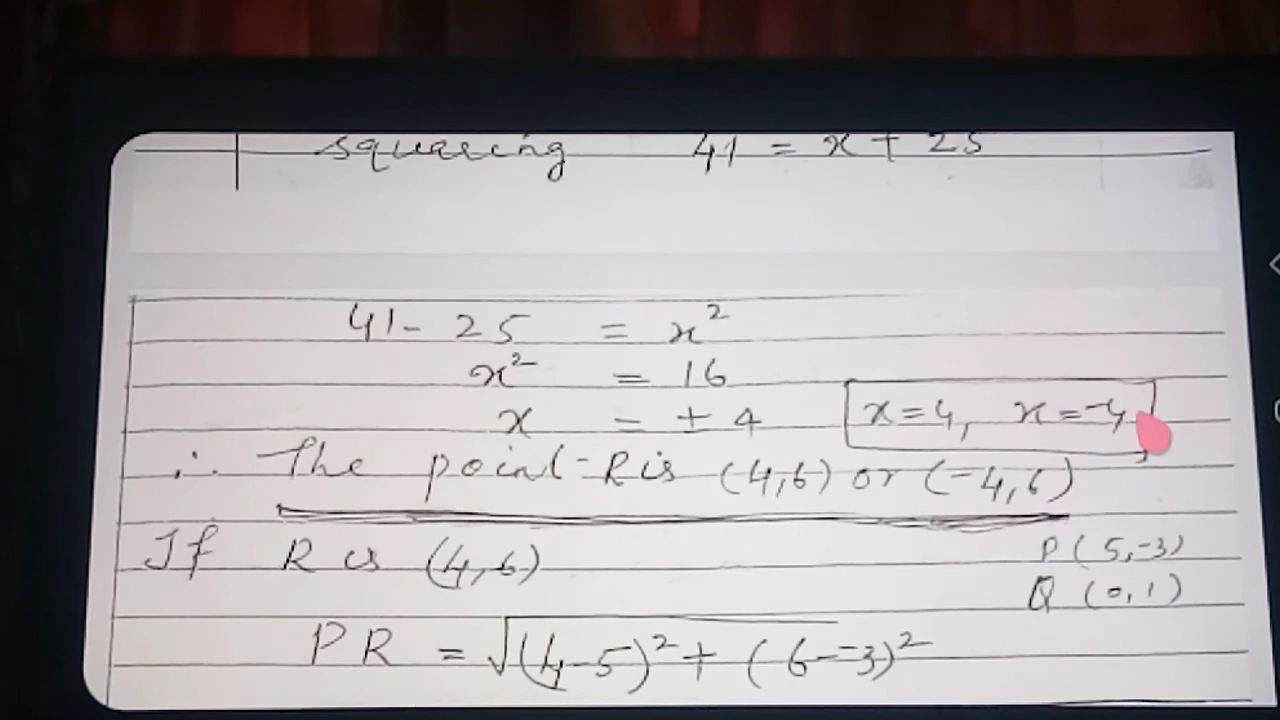 squaring 41 = x + 25
41 - 25 = x²
x² = 16
x = ± 4 x=4, x=-4
∴ The point R is (4,6) or (-4,6)
If R is (4,6) P(5,-3)
Q(0,1)
PR = √(4-5)²+(6--3)²